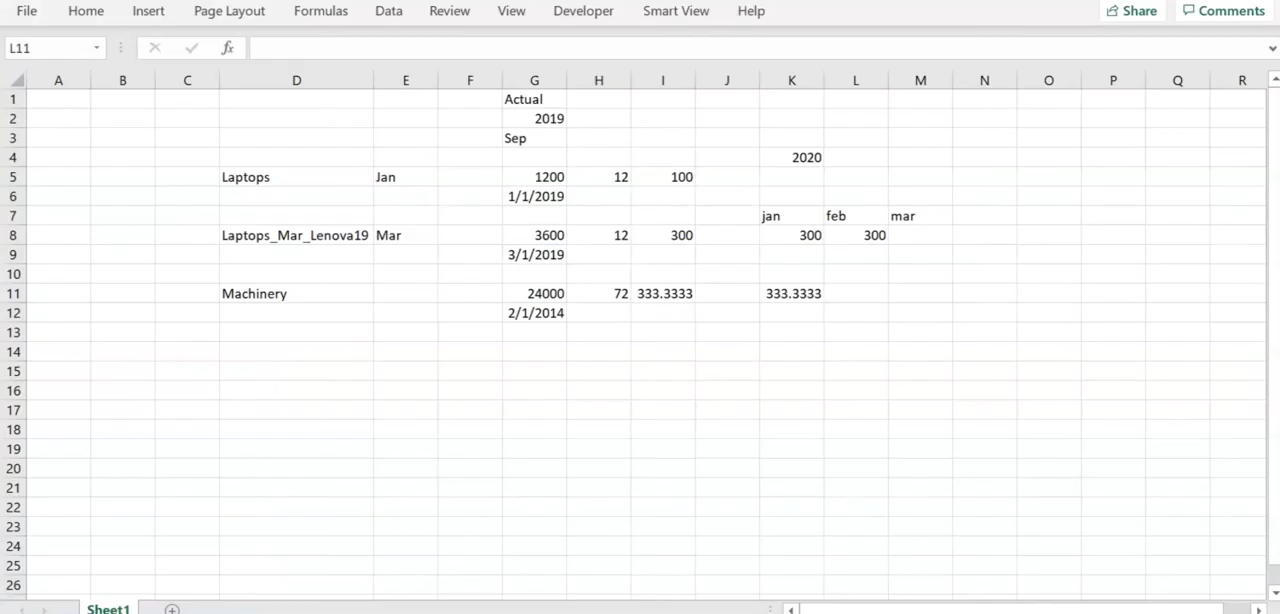 File Home Insert Page Layout Formulas Data Review View Developer Smart View Help Share Comments
L11 fx
A B C D E F G H I J K L M N O P Q R
1 Actual
2 2019
3 Sep
4 2020
5 Laptops Jan 1200 12 100
6 1/1/2019
7 jan feb mar
8 Laptops_Mar_Lenova19 Mar 3600 12 300 300 300
9 3/1/2019
10
11 Machinery 24000 72 333.3333 333.3333
12 2/1/2014
13
14
15
16
17
18
19
20
21
22
23
24
25
26
Sheet1